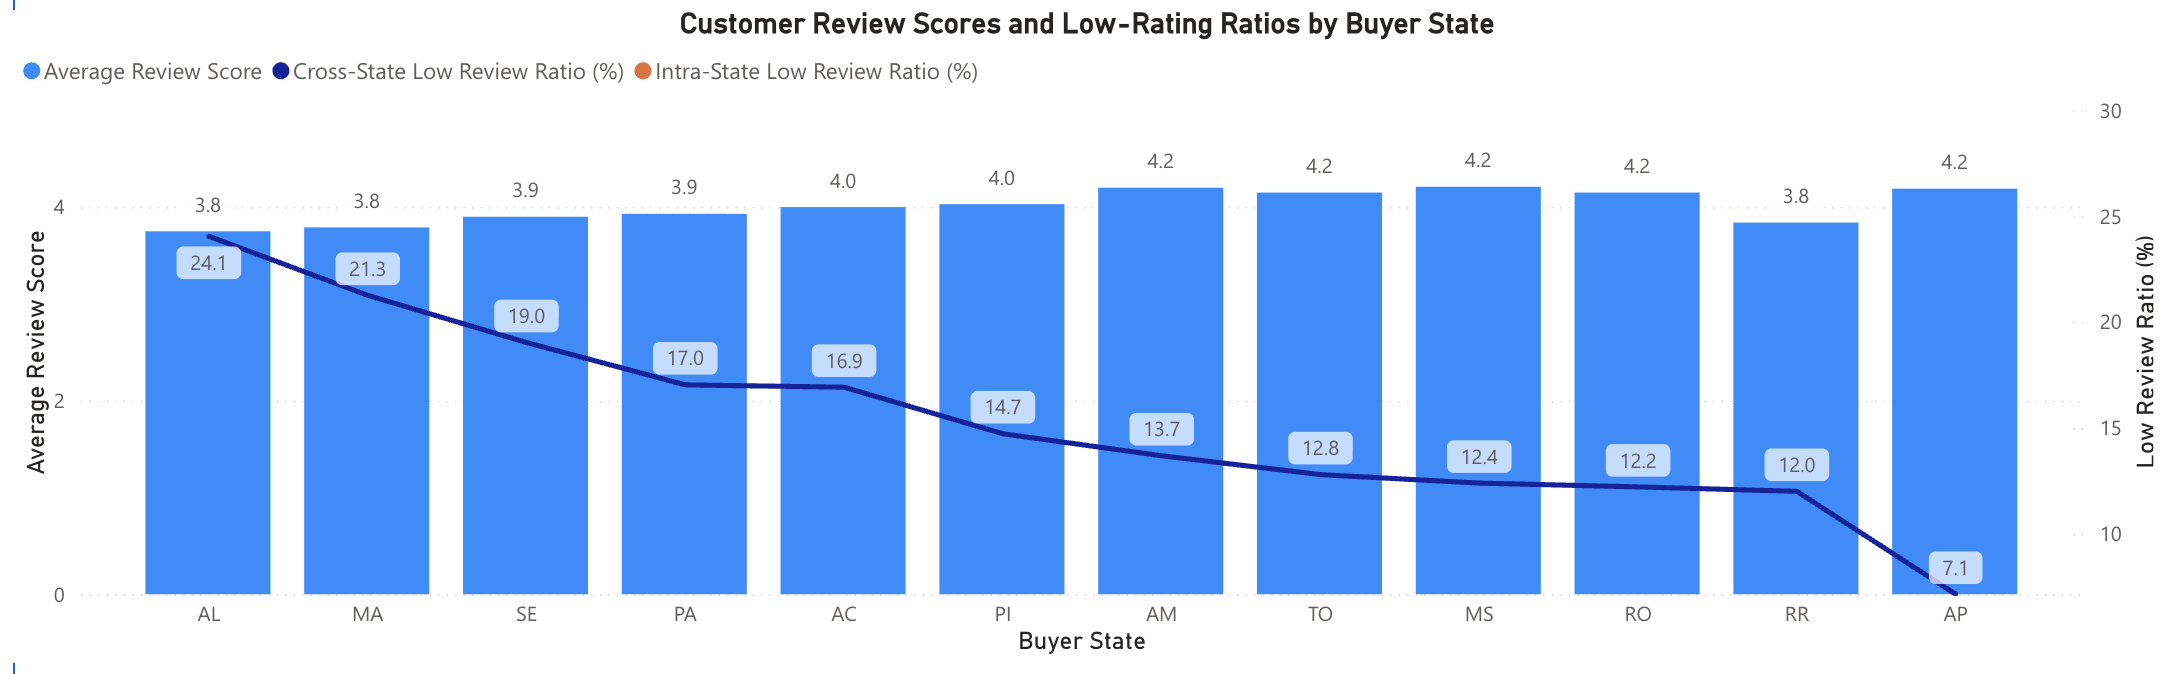 Customer Review Scores and Low-Rating Ratios by Buyer State
Average Review Score Cross-State Low Review Ratio (%) Intra-State Low Review Ratio (%)
Average Review Score
4
2
0
3.8 3.8 3.9 3.9 4.0 4.0 4.2 4.2 4.2 4.2 3.8 4.2
24.1 21.3 19.0 17.0 16.9 14.7 13.7 12.8 12.4 12.2 12.0 7.1
AL MA SE PA AC PI AM TO MS RO RR AP
Buyer State
30
25
20
15
10
Low Review Ratio (%)